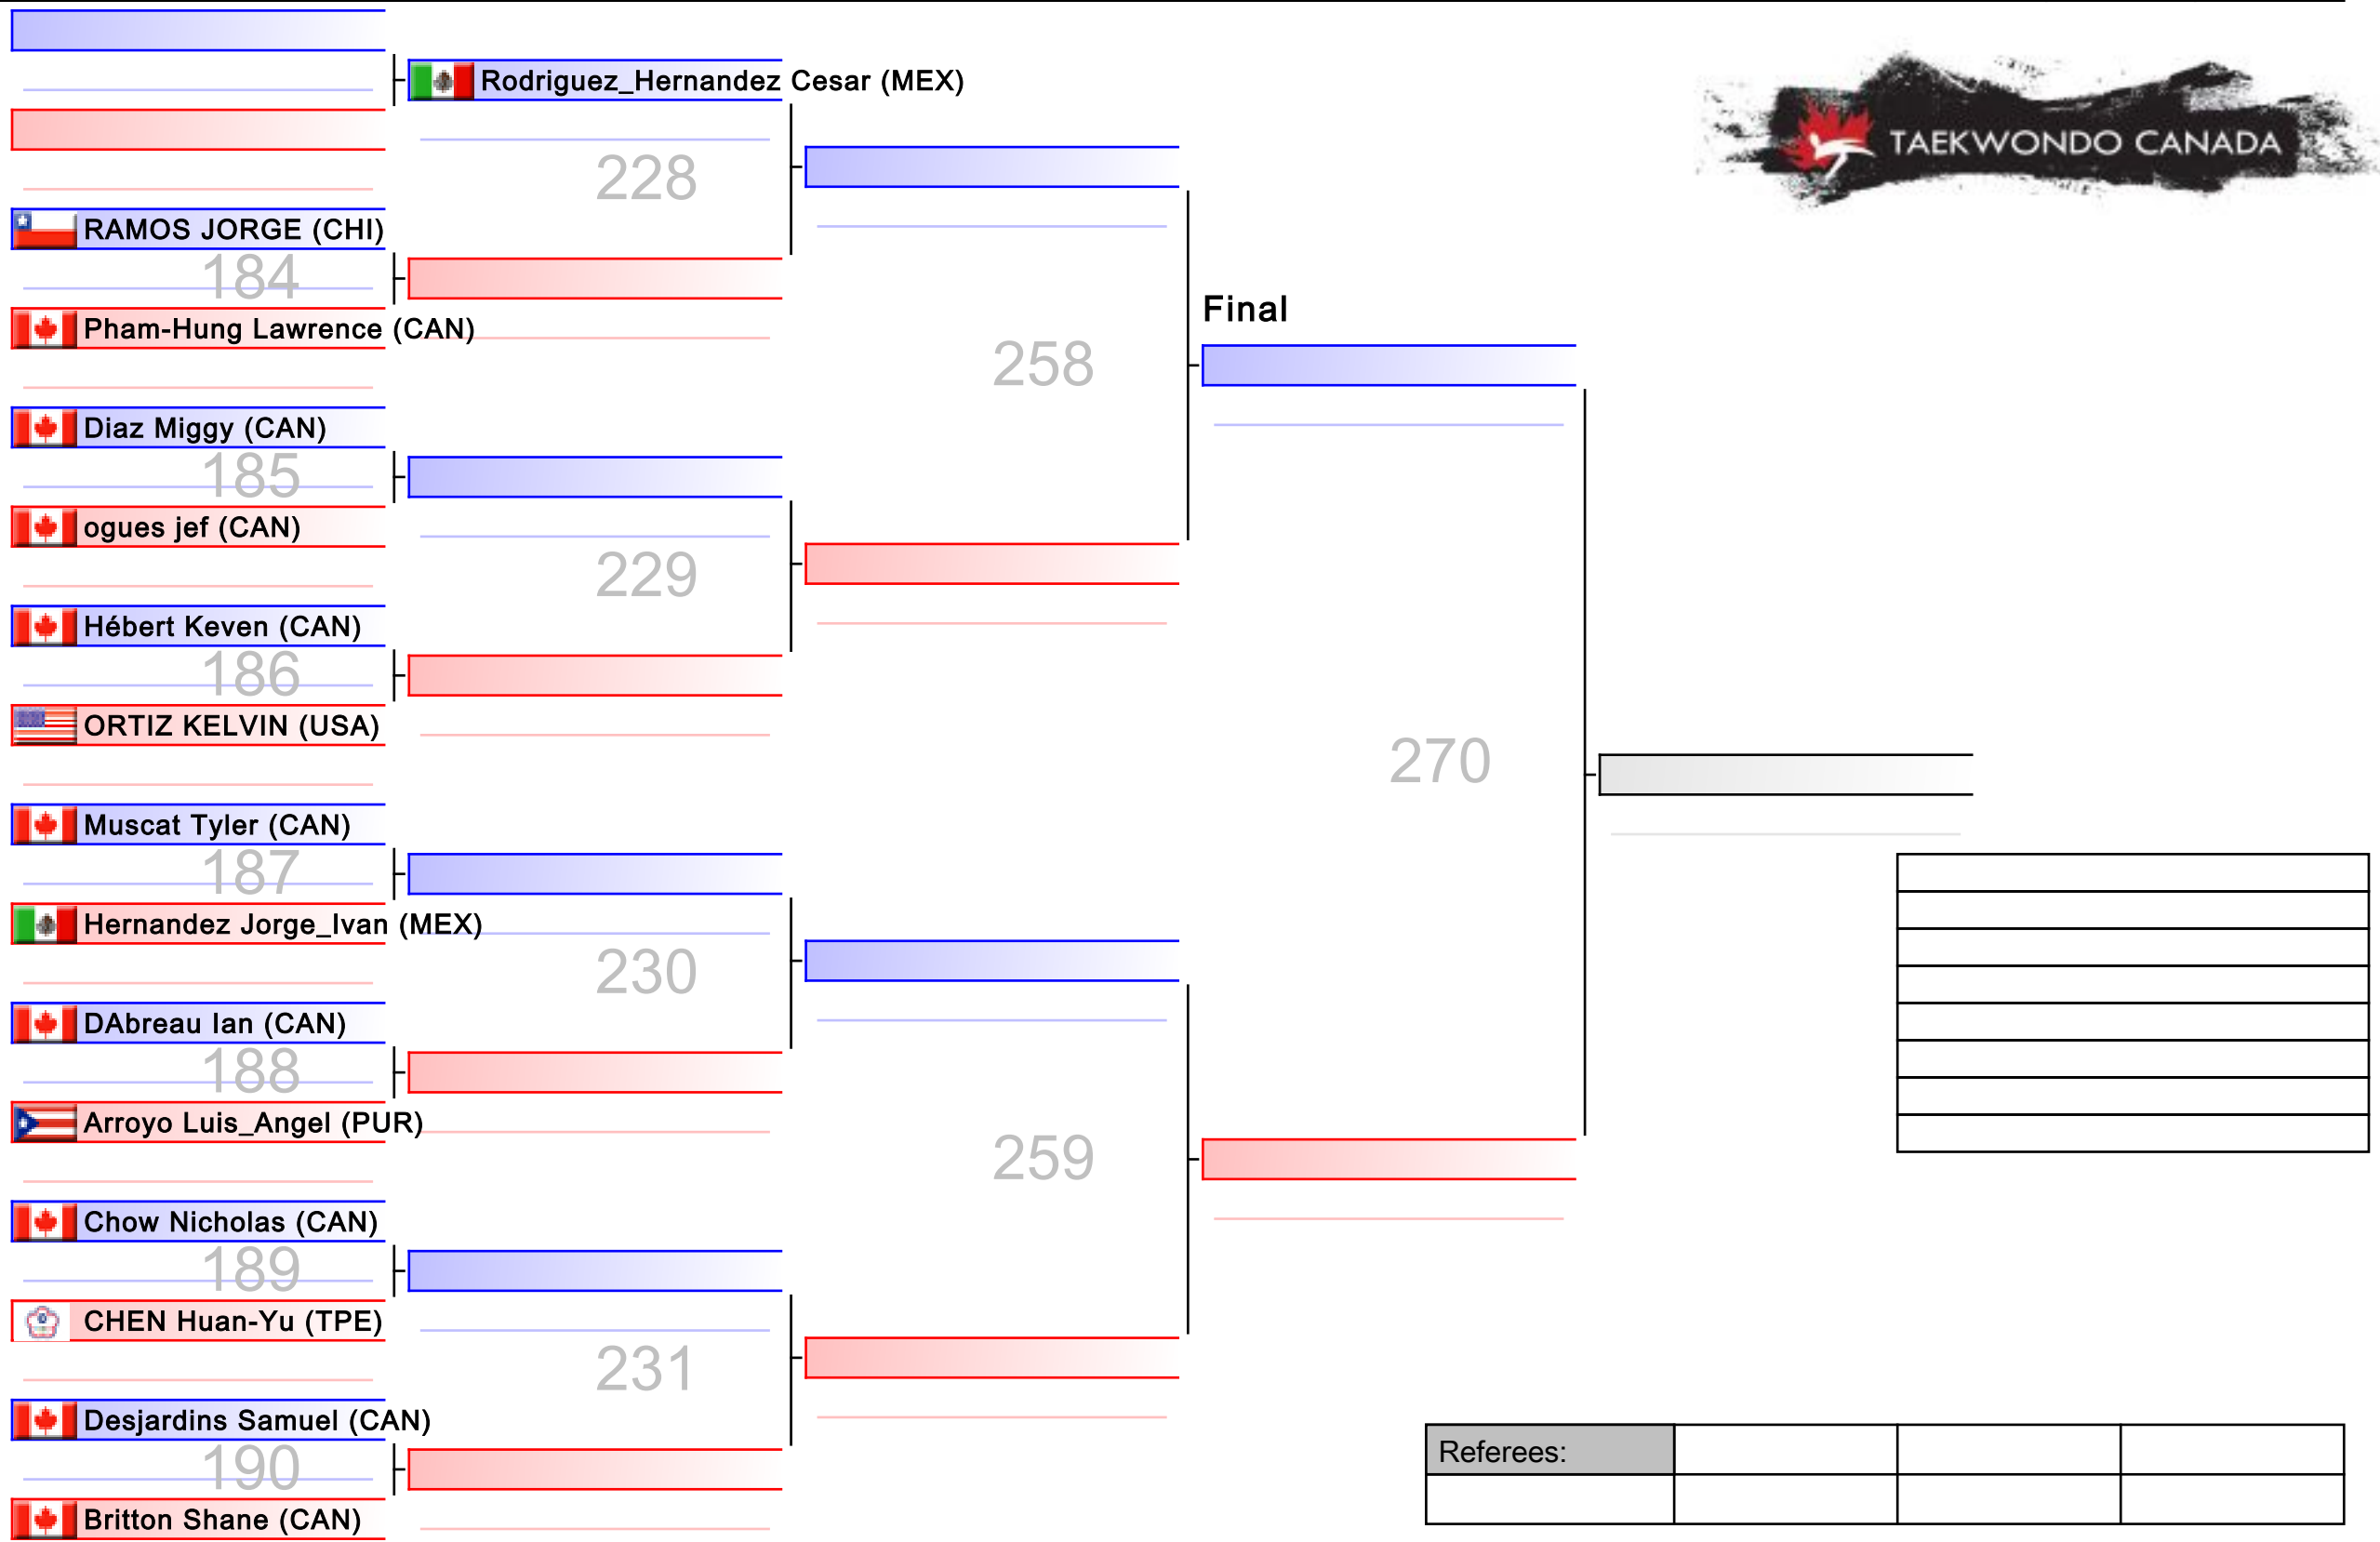 Rodriguez_Hernandez Cesar (MEX)
TAEKWONDO CANADA
228
RAMOS JORGE (CHI)
184
Pham-Hung Lawrence (CAN)
Final
258
Diaz Miggy (CAN)
185
ogues jef (CAN)
229
Hébert Keven (CAN)
186
ORTIZ KELVIN (USA)
270
Muscat Tyler (CAN)
187
Hernandez Jorge_Ivan (MEX)
230
DAbreau Ian (CAN)
188
Arroyo Luis_Angel (PUR)
259
Chow Nicholas (CAN)
189
CHEN Huan-Yu (TPE)
231
Desjardins Samuel (CAN)
190
Britton Shane (CAN)
Referees: